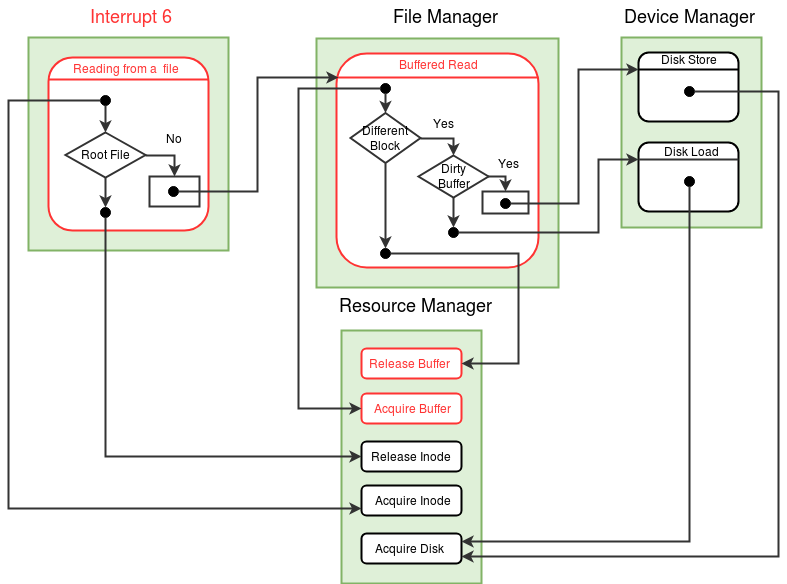 Interrupt 6
File Manager
Device Manager
Reading from a file
Root File
No
Buffered Read
Different
Block
Yes
Dirty
Buffer
Yes
Disk Store
Disk Load
Resource Manager
Release Buffer
Acquire Buffer
Release Inode
Acquire Inode
Acquire Disk